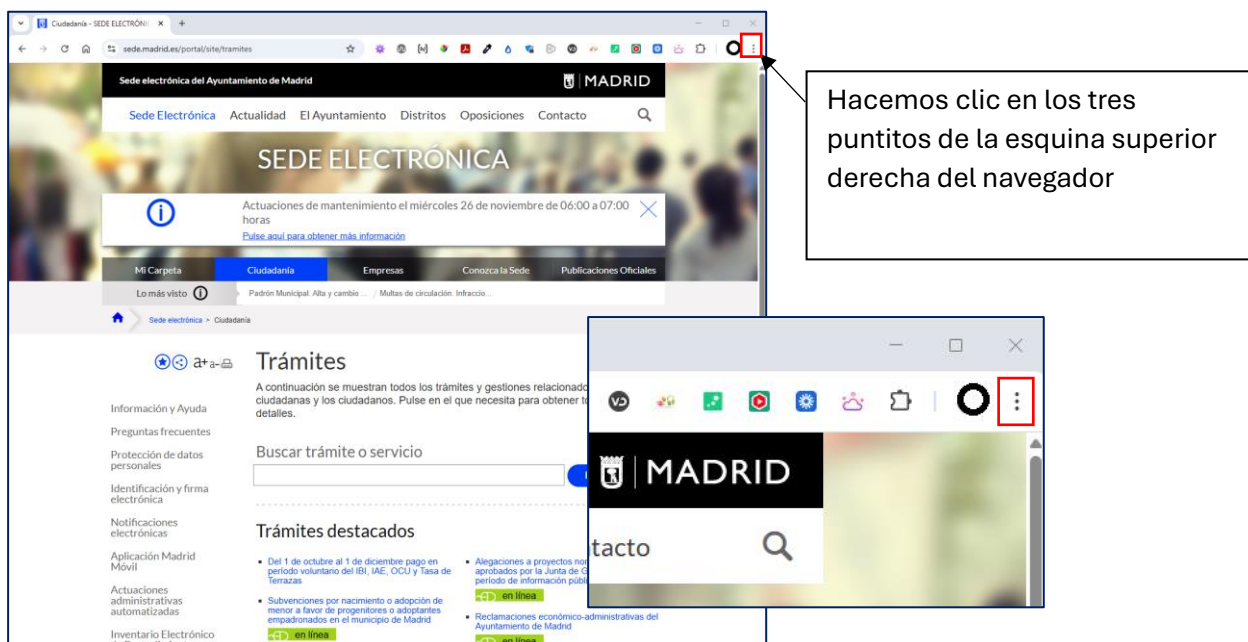 Ciudadanía - SEDE ELECTRÓNIC
sede.madrid.es/portal/site/tramites
Sede electrónica del Ayuntamiento de Madrid
MADRID
Sede Electrónica Actualidad El Ayuntamiento Distritos Oposiciones Contacto
SEDE ELECTRÓNICA
Actuaciones de mantenimiento el miércoles 26 de noviembre de 06:00 a 07:00
horas
Pulse aquí para obtener más información
Mi Carpeta Ciudadanía Empresas Conozca la Sede Publicaciones Oficiales
Lo más visto Padrón Municipal. Alta y cambio ... / Multas de circulación. Infraccio...
Sede electrónica > Ciudadanía
a+ a-
Trámites
A continuación se muestran todos los trámites y gestiones relacionado
ciudadanas y los ciudadanos. Pulse en el que necesita para obtener to
detalles.
Buscar trámite o servicio
Información y Ayuda
Preguntas frecuentes
Protección de datos
personales
Identificación y firma
electrónica
Notificaciones
electrónicas
Aplicación Madrid
Móvil
Actuaciones
administrativas
automatizadas
Inventario Electrónico
Trámites destacados
Del 1 de octubre al 1 de diciembre pago en
período voluntario del IBI, IAE, OCU y Tasa de
Terrazas
Subvenciones por nacimiento o adopción de
menor a favor de progenitores o adoptantes
empadronados en el municipio de Madrid
en línea
Alegaciones a proyectos nor
aprobados por la Junta de G
período de información públi
en línea
Reclamaciones económico-administrativas del
Ayuntamiento de Madrid
en línea
Hacemos clic en los tres
puntitos de la esquina superior
derecha del navegador
MADRID
tacto